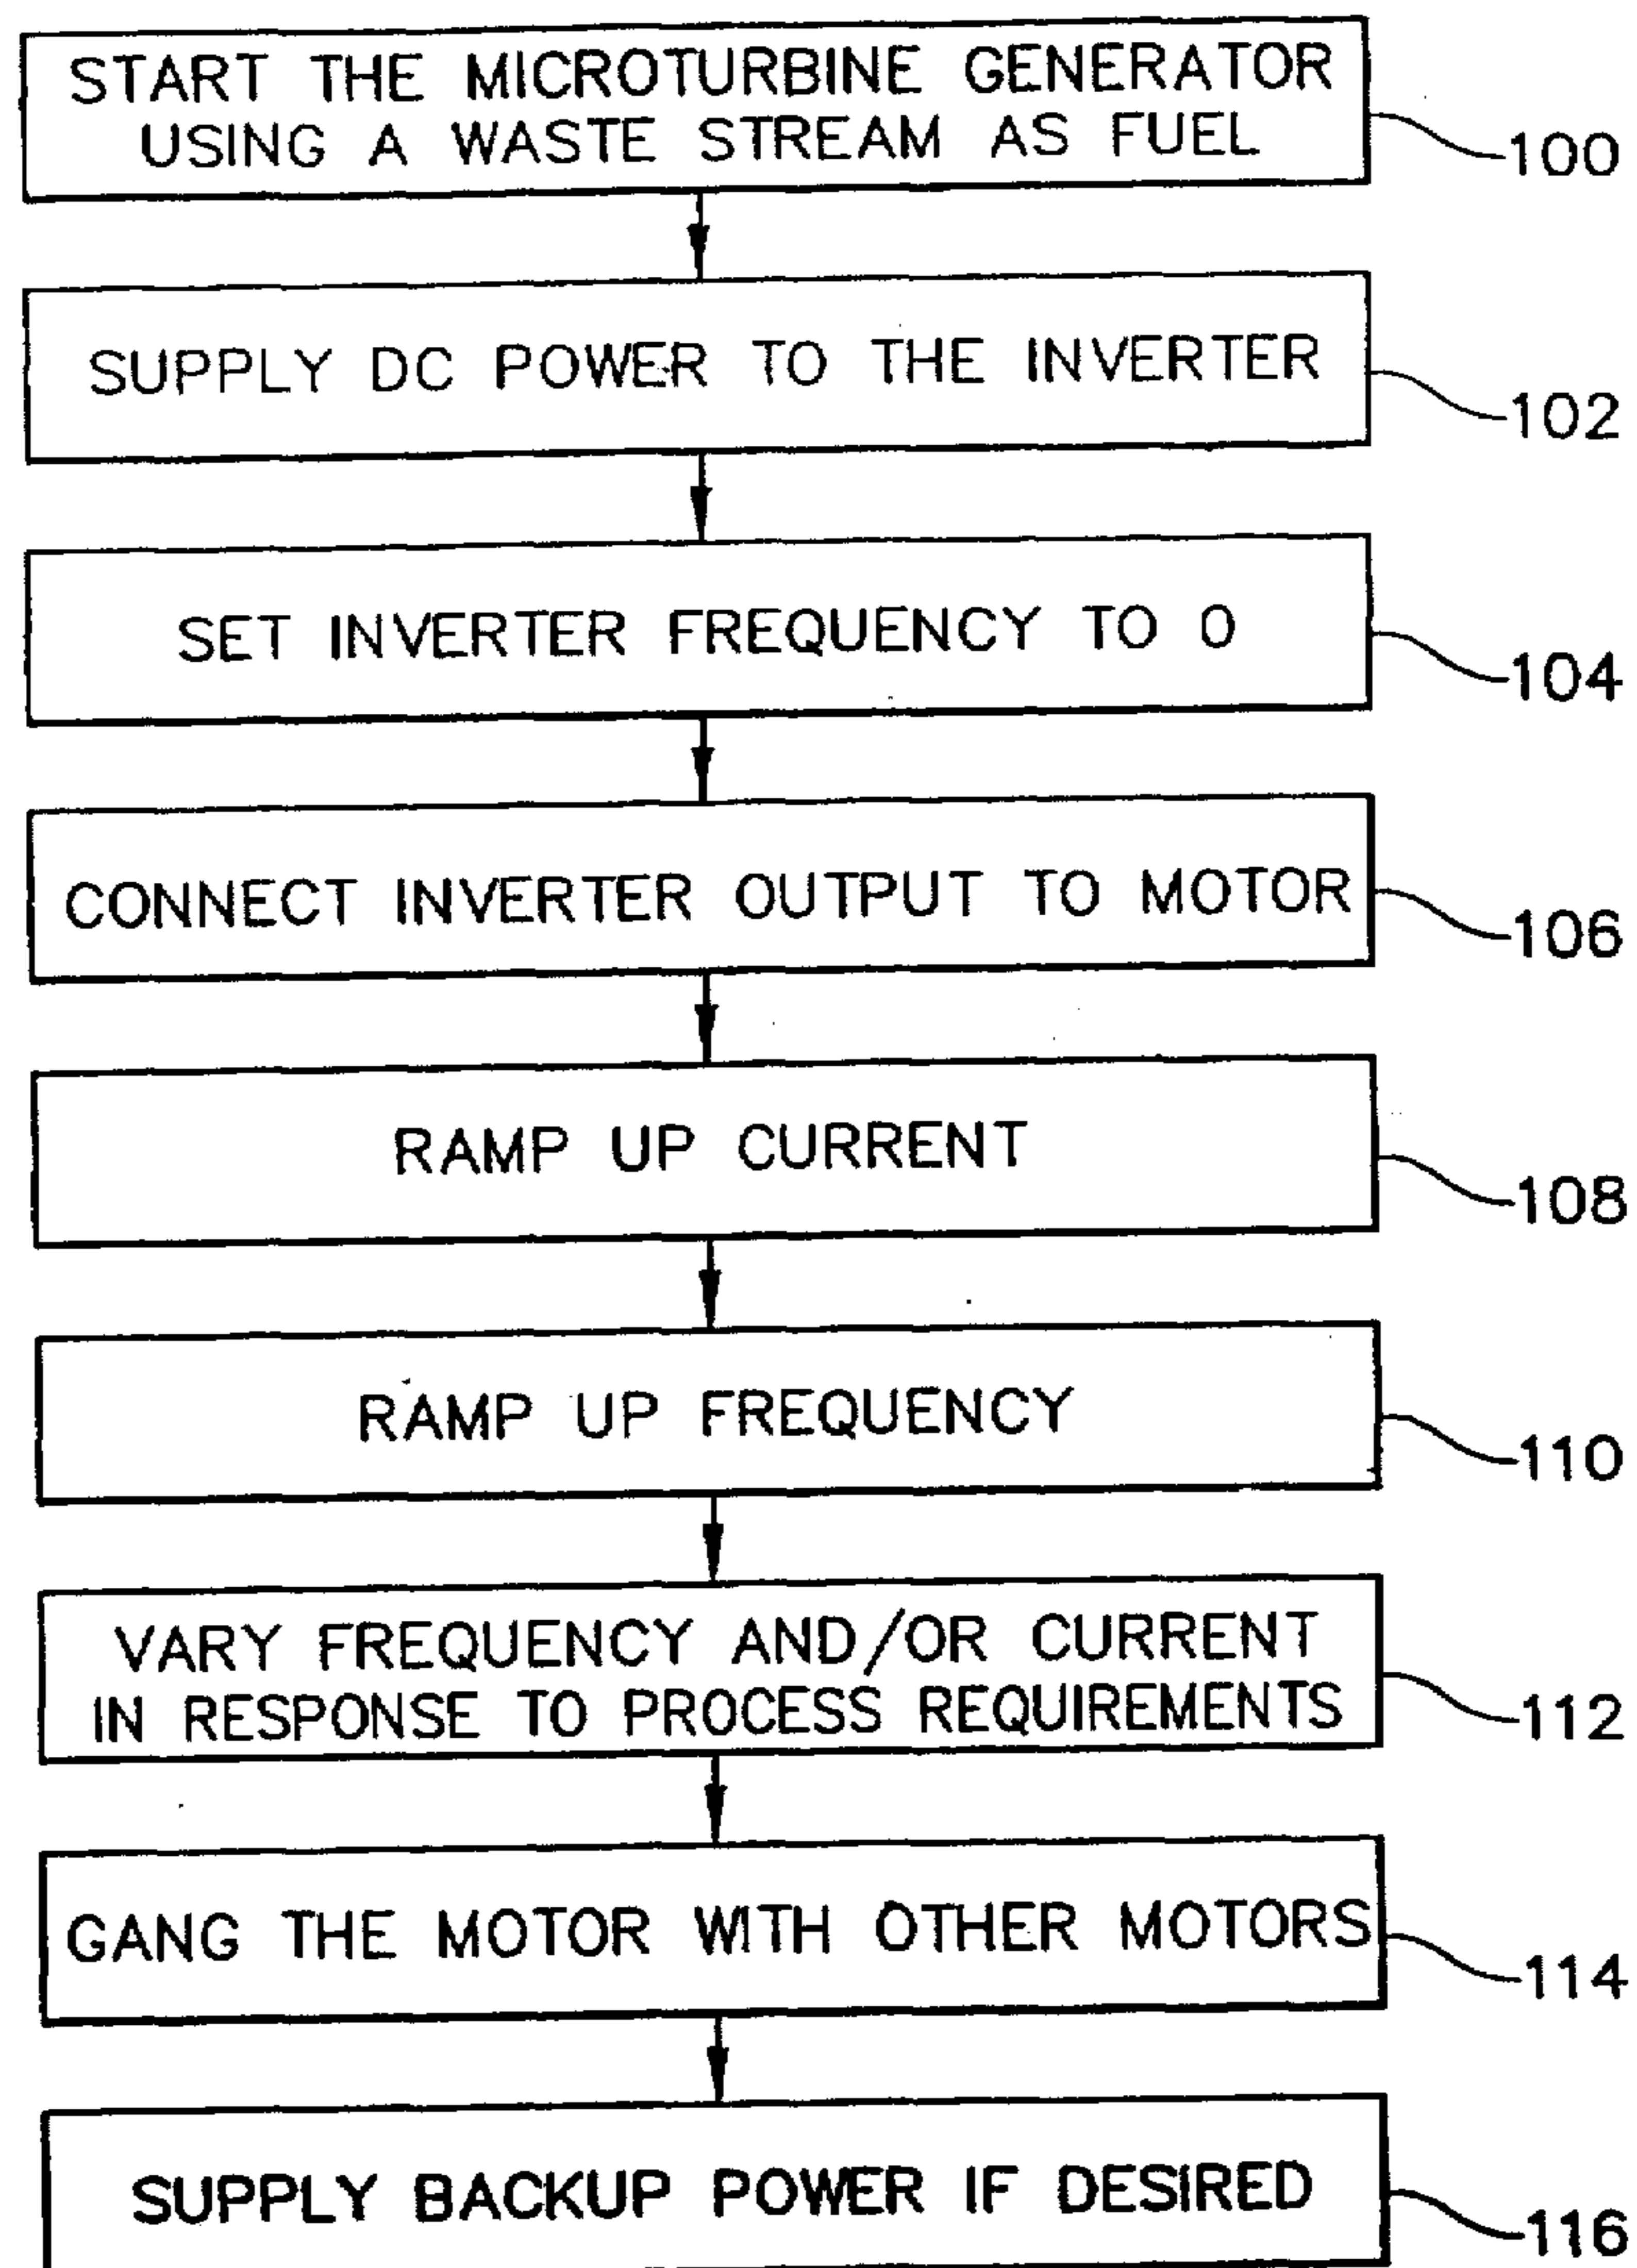 START THE MICROTURBINE GENERATOR
USING A WASTE STREAM AS FUEL
100
SUPPLY DC POWER TO THE INVERTER
102
SET INVERTER FREQUENCY TO 0
104
CONNECT INVERTER OUTPUT TO MOTOR
106
RAMP UP CURRENT
108
RAMP UP FREQUENCY
110
VARY FREQUENCY AND/OR CURRENT
IN RESPONSE TO PROCESS REQUIREMENTS
112
GANG THE MOTOR WITH OTHER MOTORS
114
SUPPLY BACKUP POWER IF DESIRED
116